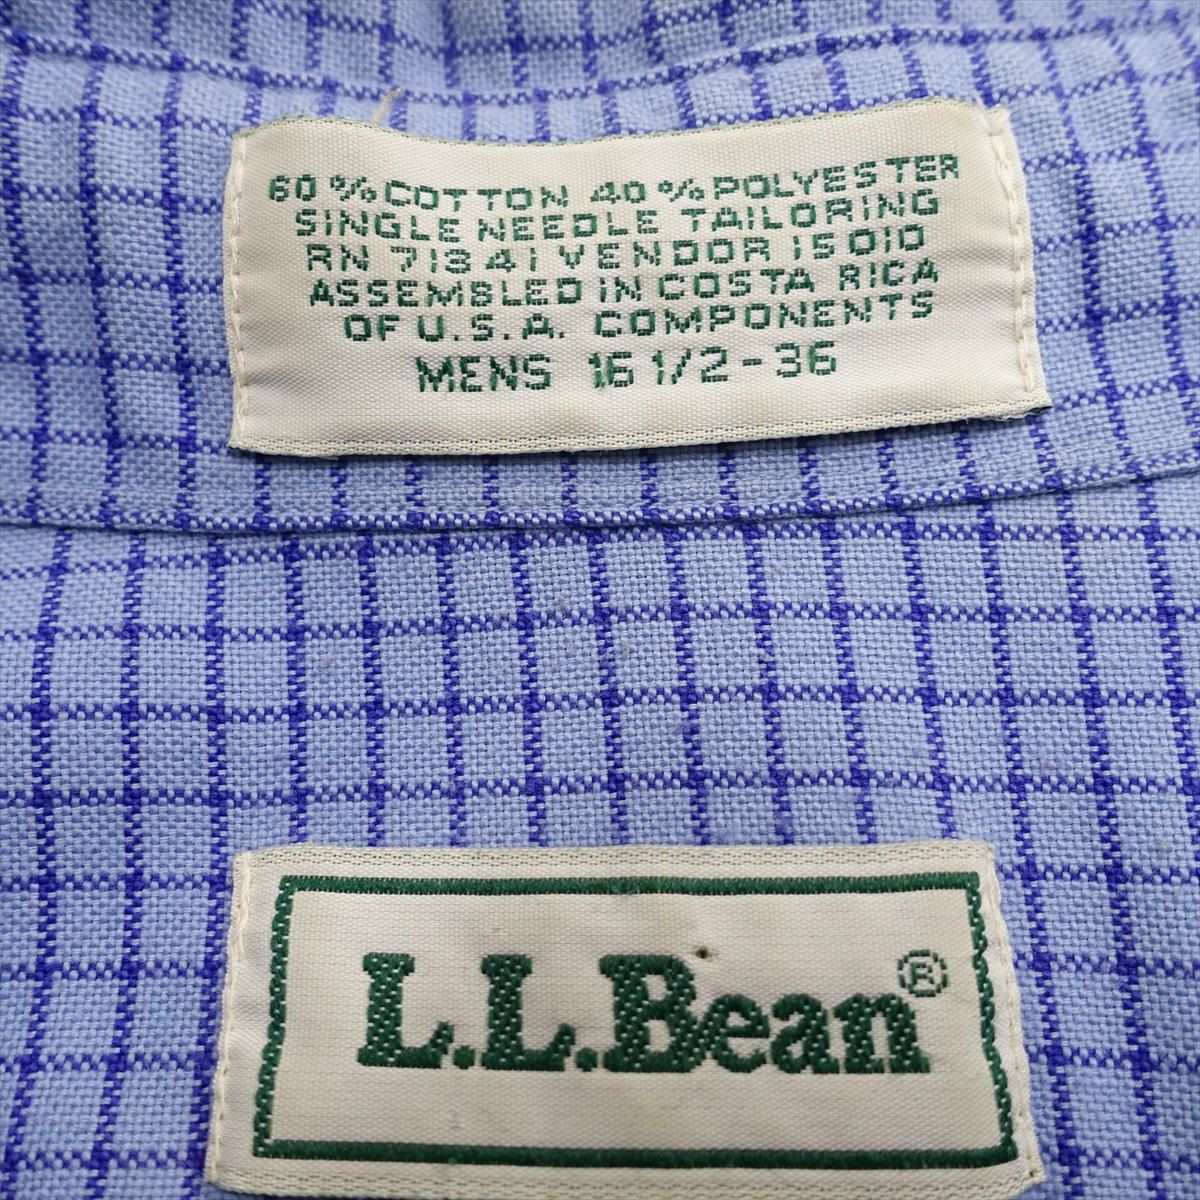 60% COTTON 40% POLYESTER
SINGLE NEEDLE TAILORING
RN 71341 VENDOR 15010
ASSEMBLED IN COSTA RICA
OF U.S.A. COMPONENTS
MENS 16 1/2-36
L.L.Bean®